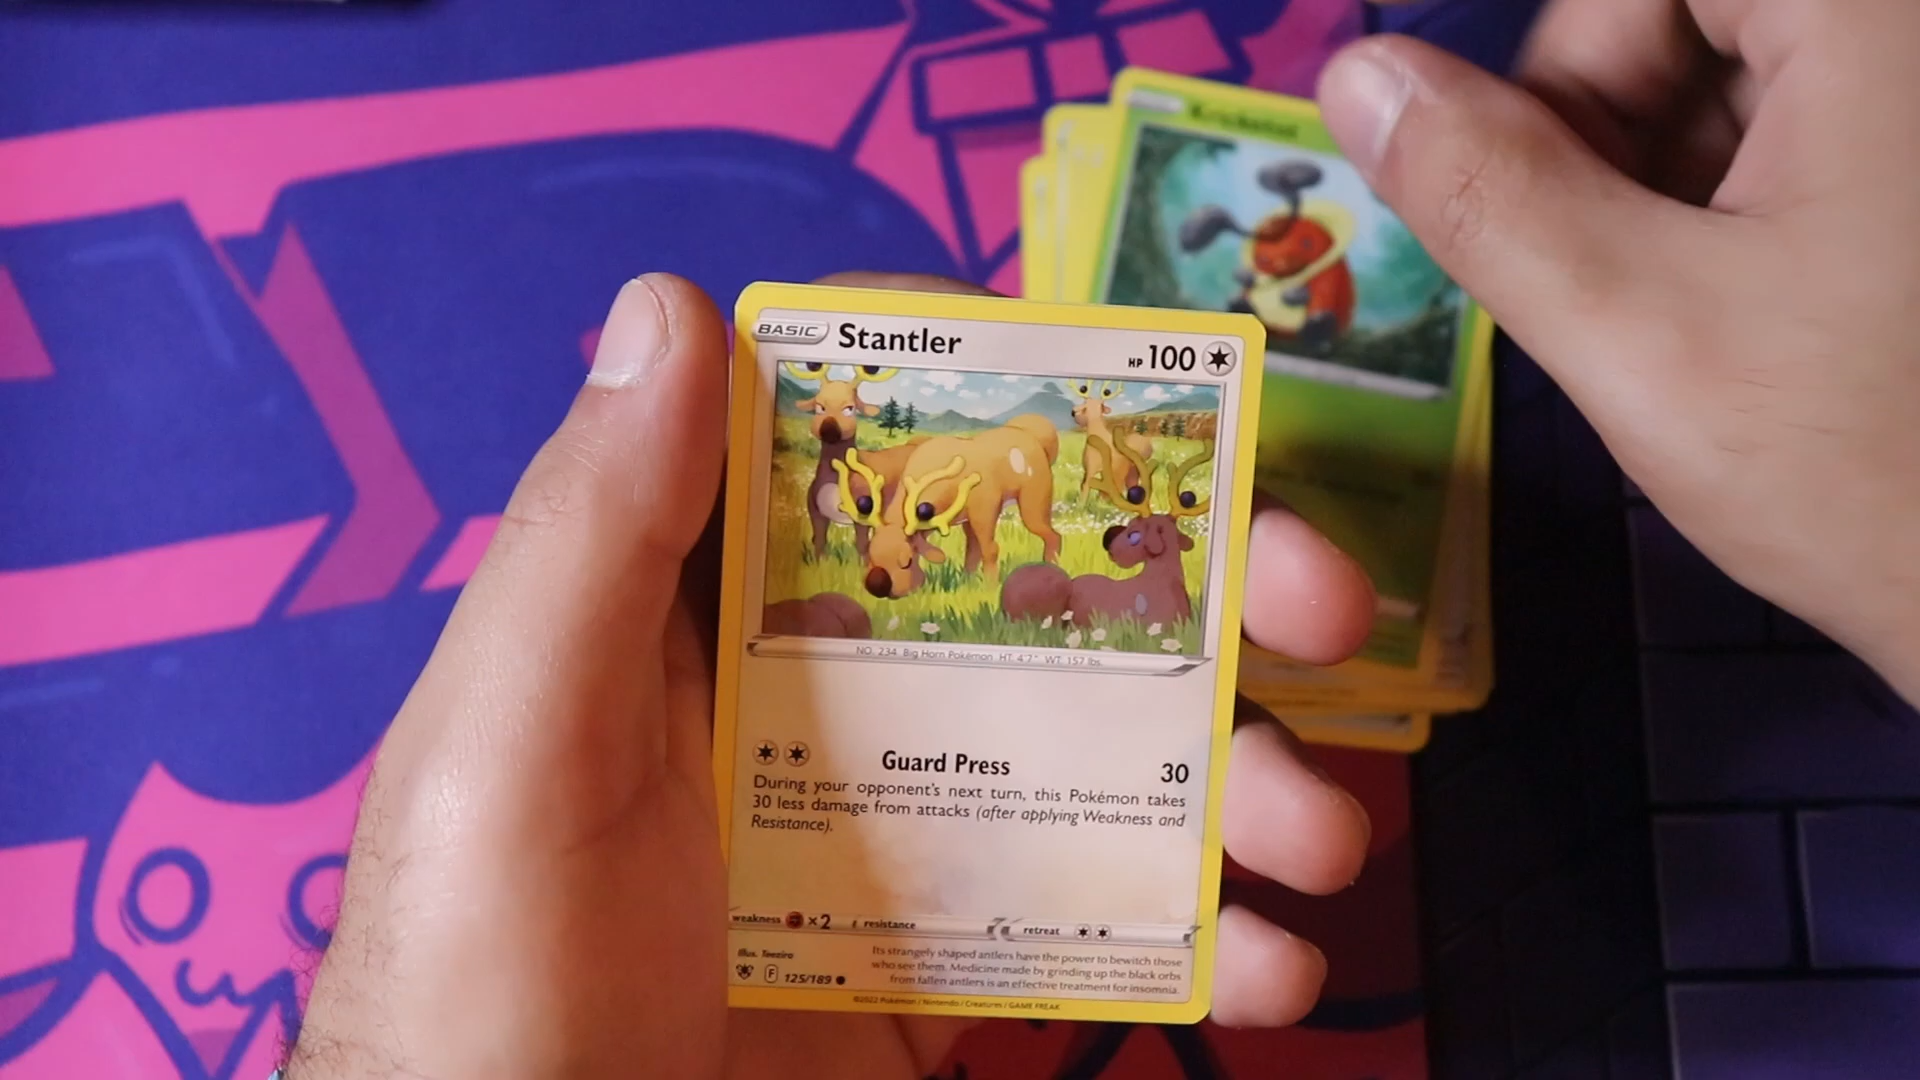 Kricketot
BASIC Stantler HP 100
NO. 234 Big Horn Pokémon HT: 4'7" WT: 157 lbs.
Guard Press 30
During your opponent's next turn, this Pokémon takes
30 less damage from attacks (after applying Weakness and
Resistance).
weakness ×2 resistance retreat
Illus. Teeziro
Its strangely shaped antlers have the power to bewitch those
who see them. Medicine made by grinding up the black orbs
from fallen antlers is an effective treatment for insomnia.
F 125/189
©2022 Pokémon / Nintendo / Creatures / GAME FREAK